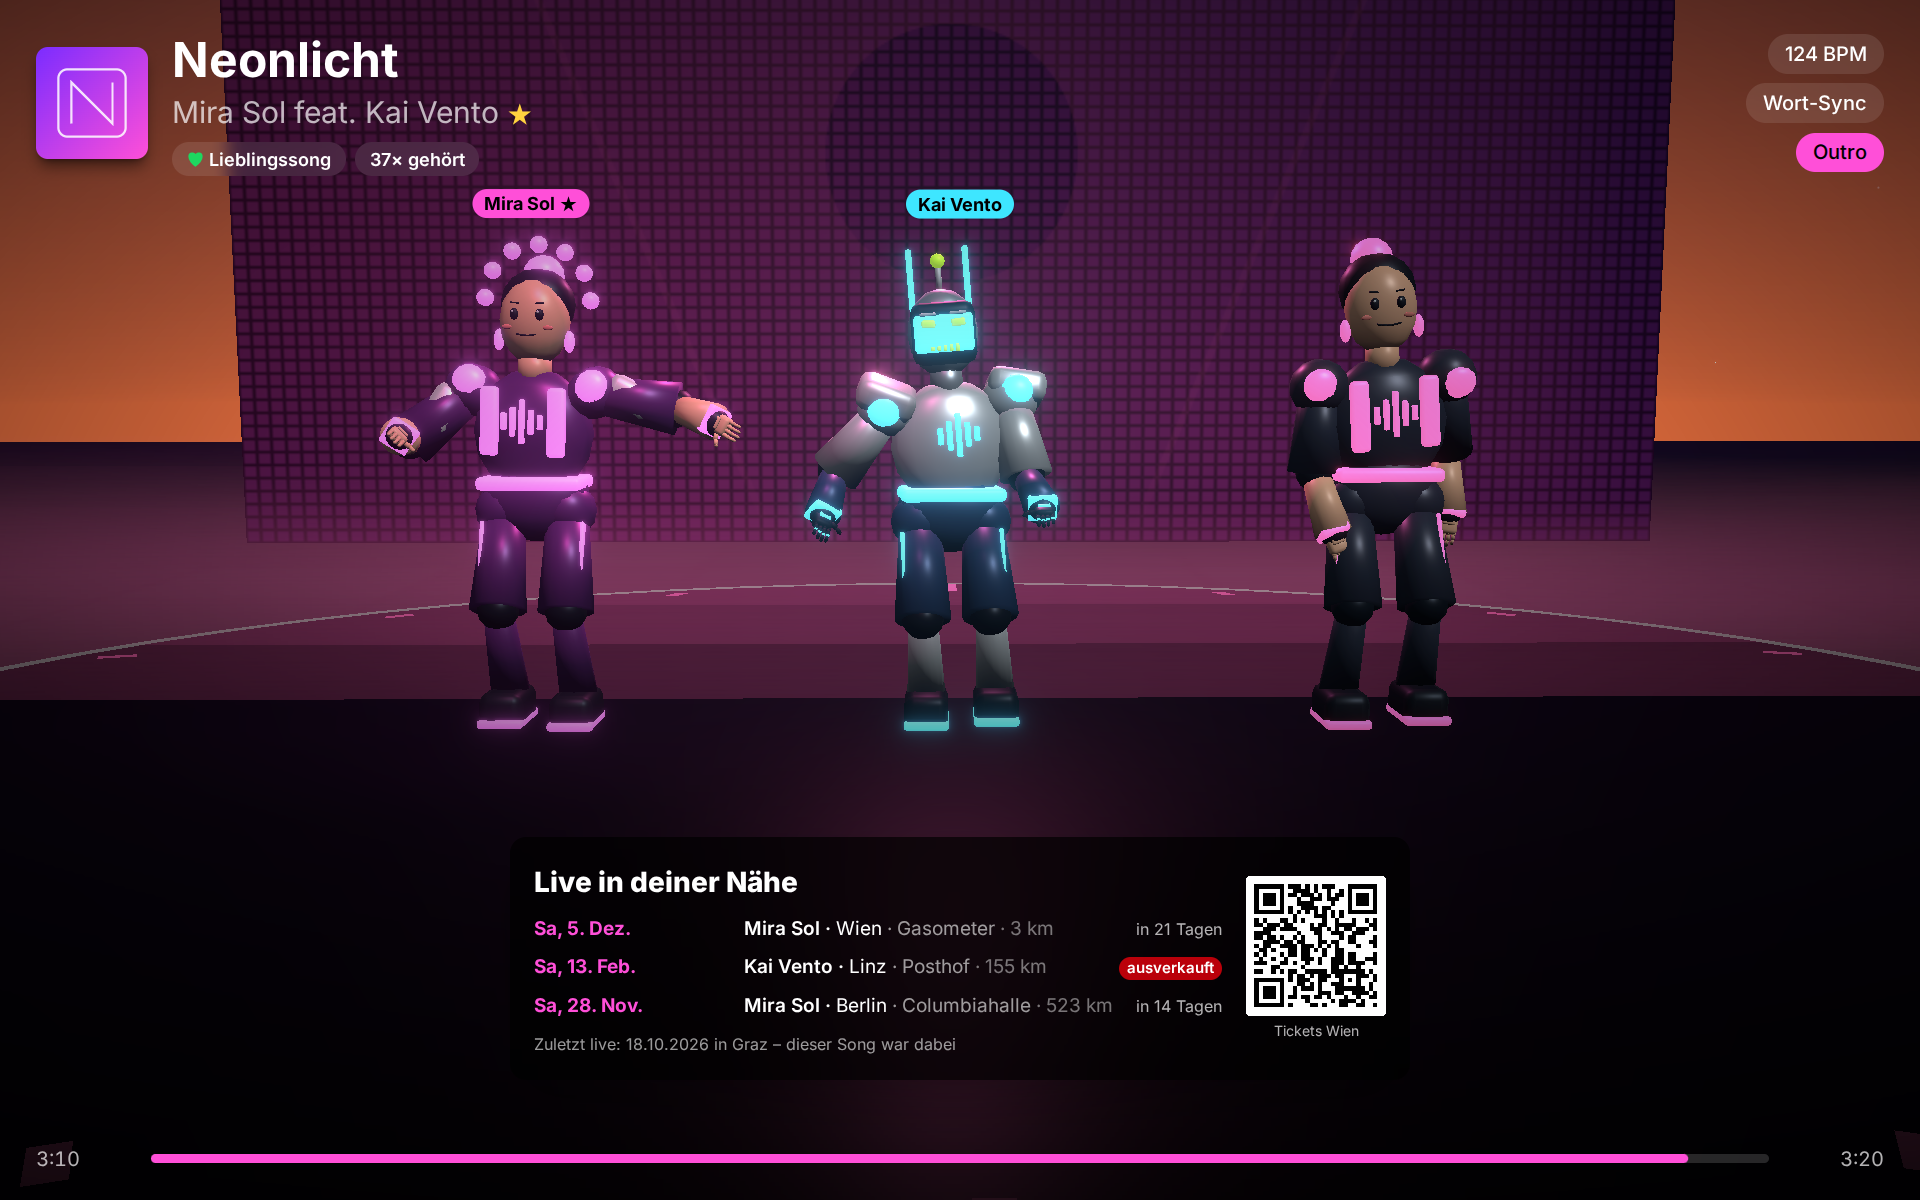 N
Neonlicht
Mira Sol feat. Kai Vento ★
Lieblingssong
37× gehört
124 BPM
Wort-Sync
Outro
Mira Sol ★
Kai Vento
Live in deiner Nähe
Sa, 5. Dez. Mira Sol · Wien · Gasometer · 3 km in 21 Tagen
Sa, 13. Feb. Kai Vento · Linz · Posthof · 155 km ausverkauft
Sa, 28. Nov. Mira Sol · Berlin · Columbiahalle · 523 km in 14 Tagen
Zuletzt live: 18.10.2026 in Graz – dieser Song war dabei
Tickets Wien
3:10
3:20